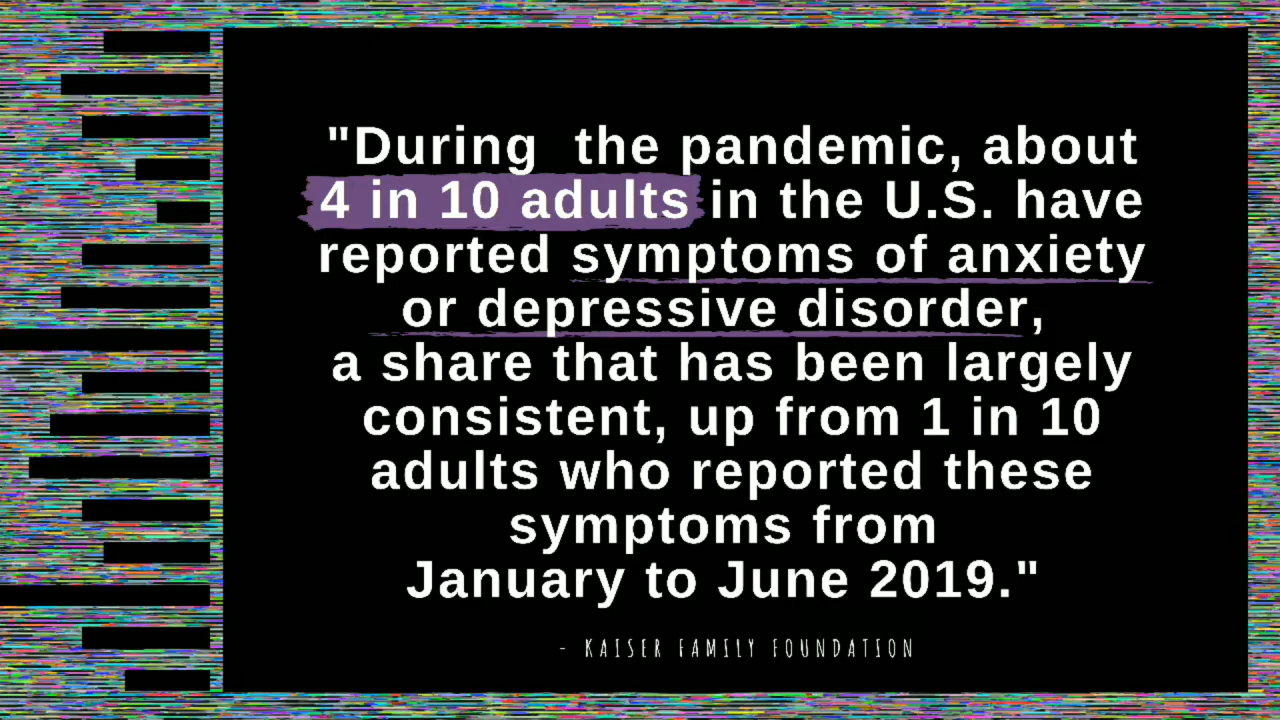 "During the pandemic, about
4 in 10 adults in the U.S. have
reported symptoms of anxiety
or depressive disorder,
a share that has been largely
consistent, up from 1 in 10
adults who reported these
symptoms from
January to June 2019."
- KAISER FAMILY FOUNDATION